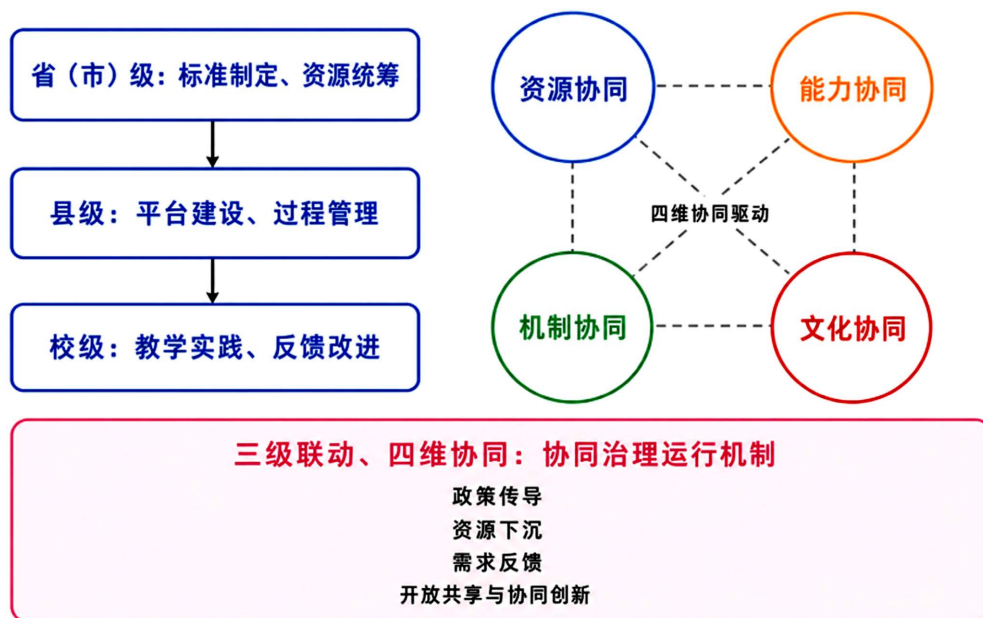 省（市）级：标准制定、资源统筹
县级：平台建设、过程管理
校级：教学实践、反馈改进
资源协同
能力协同
四维协同驱动
机制协同
文化协同
三级联动、四维协同：协同治理运行机制
政策传导
资源下沉
需求反馈
开放共享与协同创新